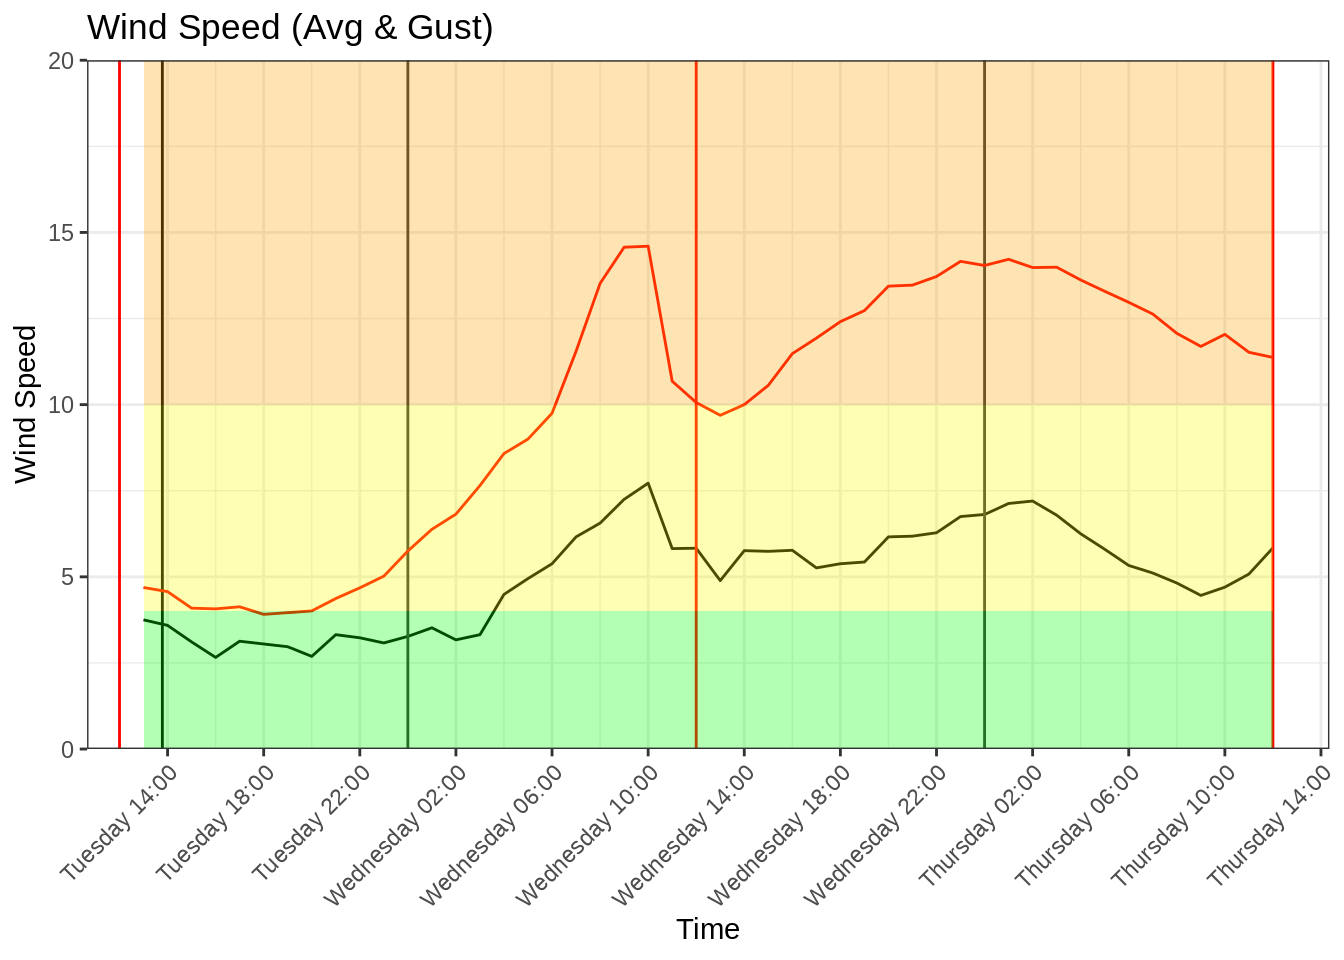 Wind Speed (Avg & Gust)
20
15
10
5
0
Wind Speed
Tuesday 14:00
Tuesday 18:00
Tuesday 22:00
Wednesday 02:00
Wednesday 06:00
Wednesday 10:00
Wednesday 14:00
Wednesday 18:00
Wednesday 22:00
Thursday 02:00
Thursday 06:00
Thursday 10:00
Thursday 14:00
Time